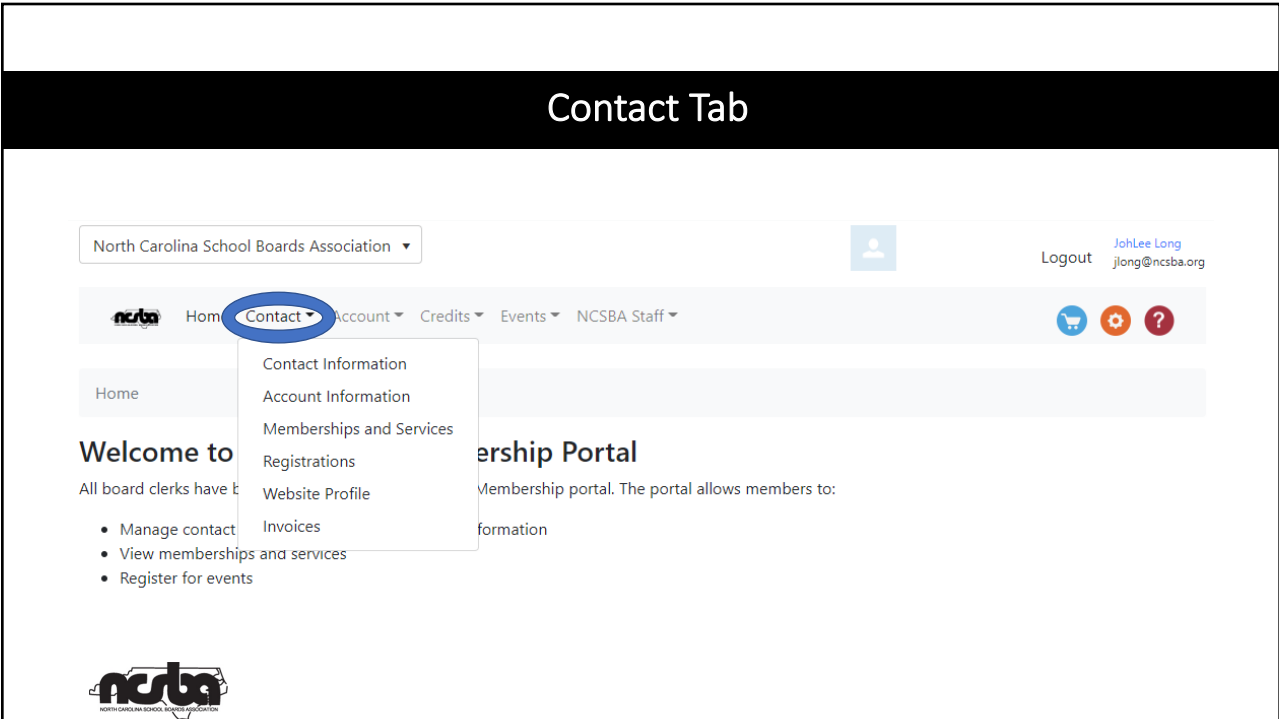 Contact Tab
North Carolina School Boards Association
Logout
JohLee Long
jlong@ncsba.org
ncsba Hom Contact Account Credits Events NCSBA Staff ?
Contact Information
Account Information
Memberships and Services
Registrations
Website Profile
Invoices
Home
Welcome to ership Portal
All board clerks have Membership portal. The portal allows members to:
• Manage contact formation
• View memberships and services
• Register for events
ncsba
NORTH CAROLINA SCHOOL BOARDS ASSOCIATION